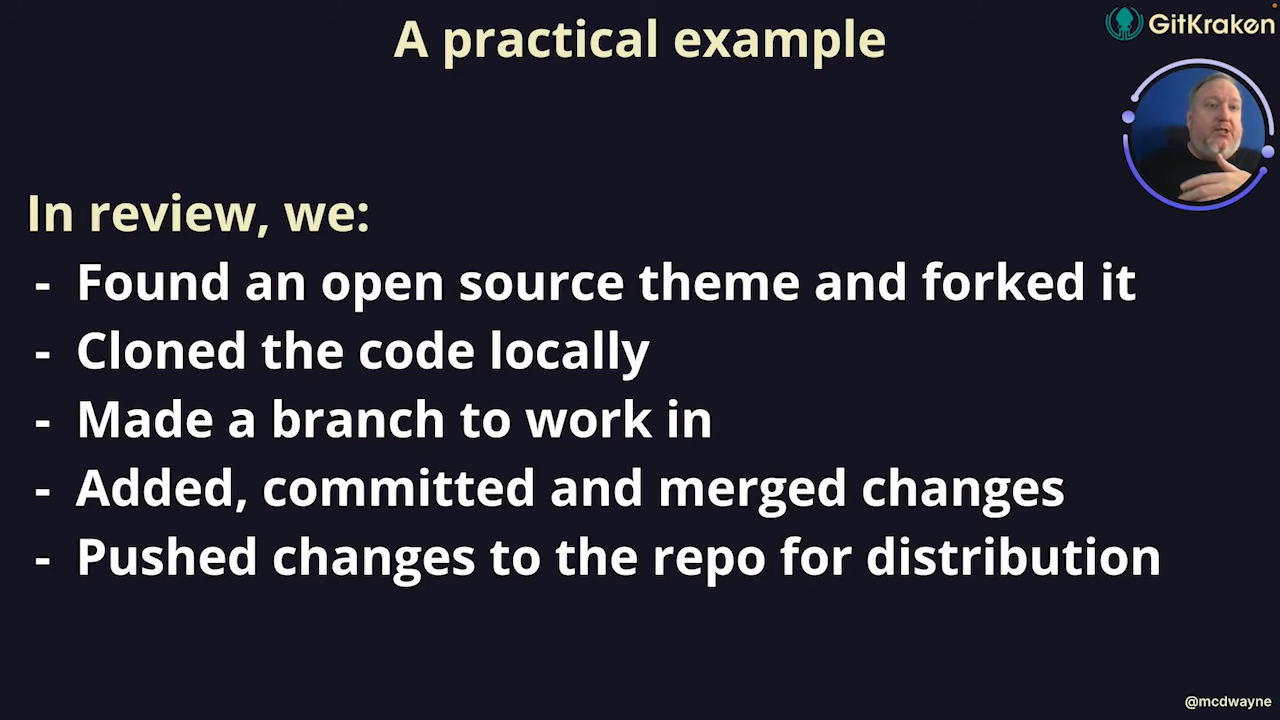 A practical example
GitKraken
In review, we:
- Found an open source theme and forked it
- Cloned the code locally
- Made a branch to work in
- Added, committed and merged changes
- Pushed changes to the repo for distribution
@mcdwayne